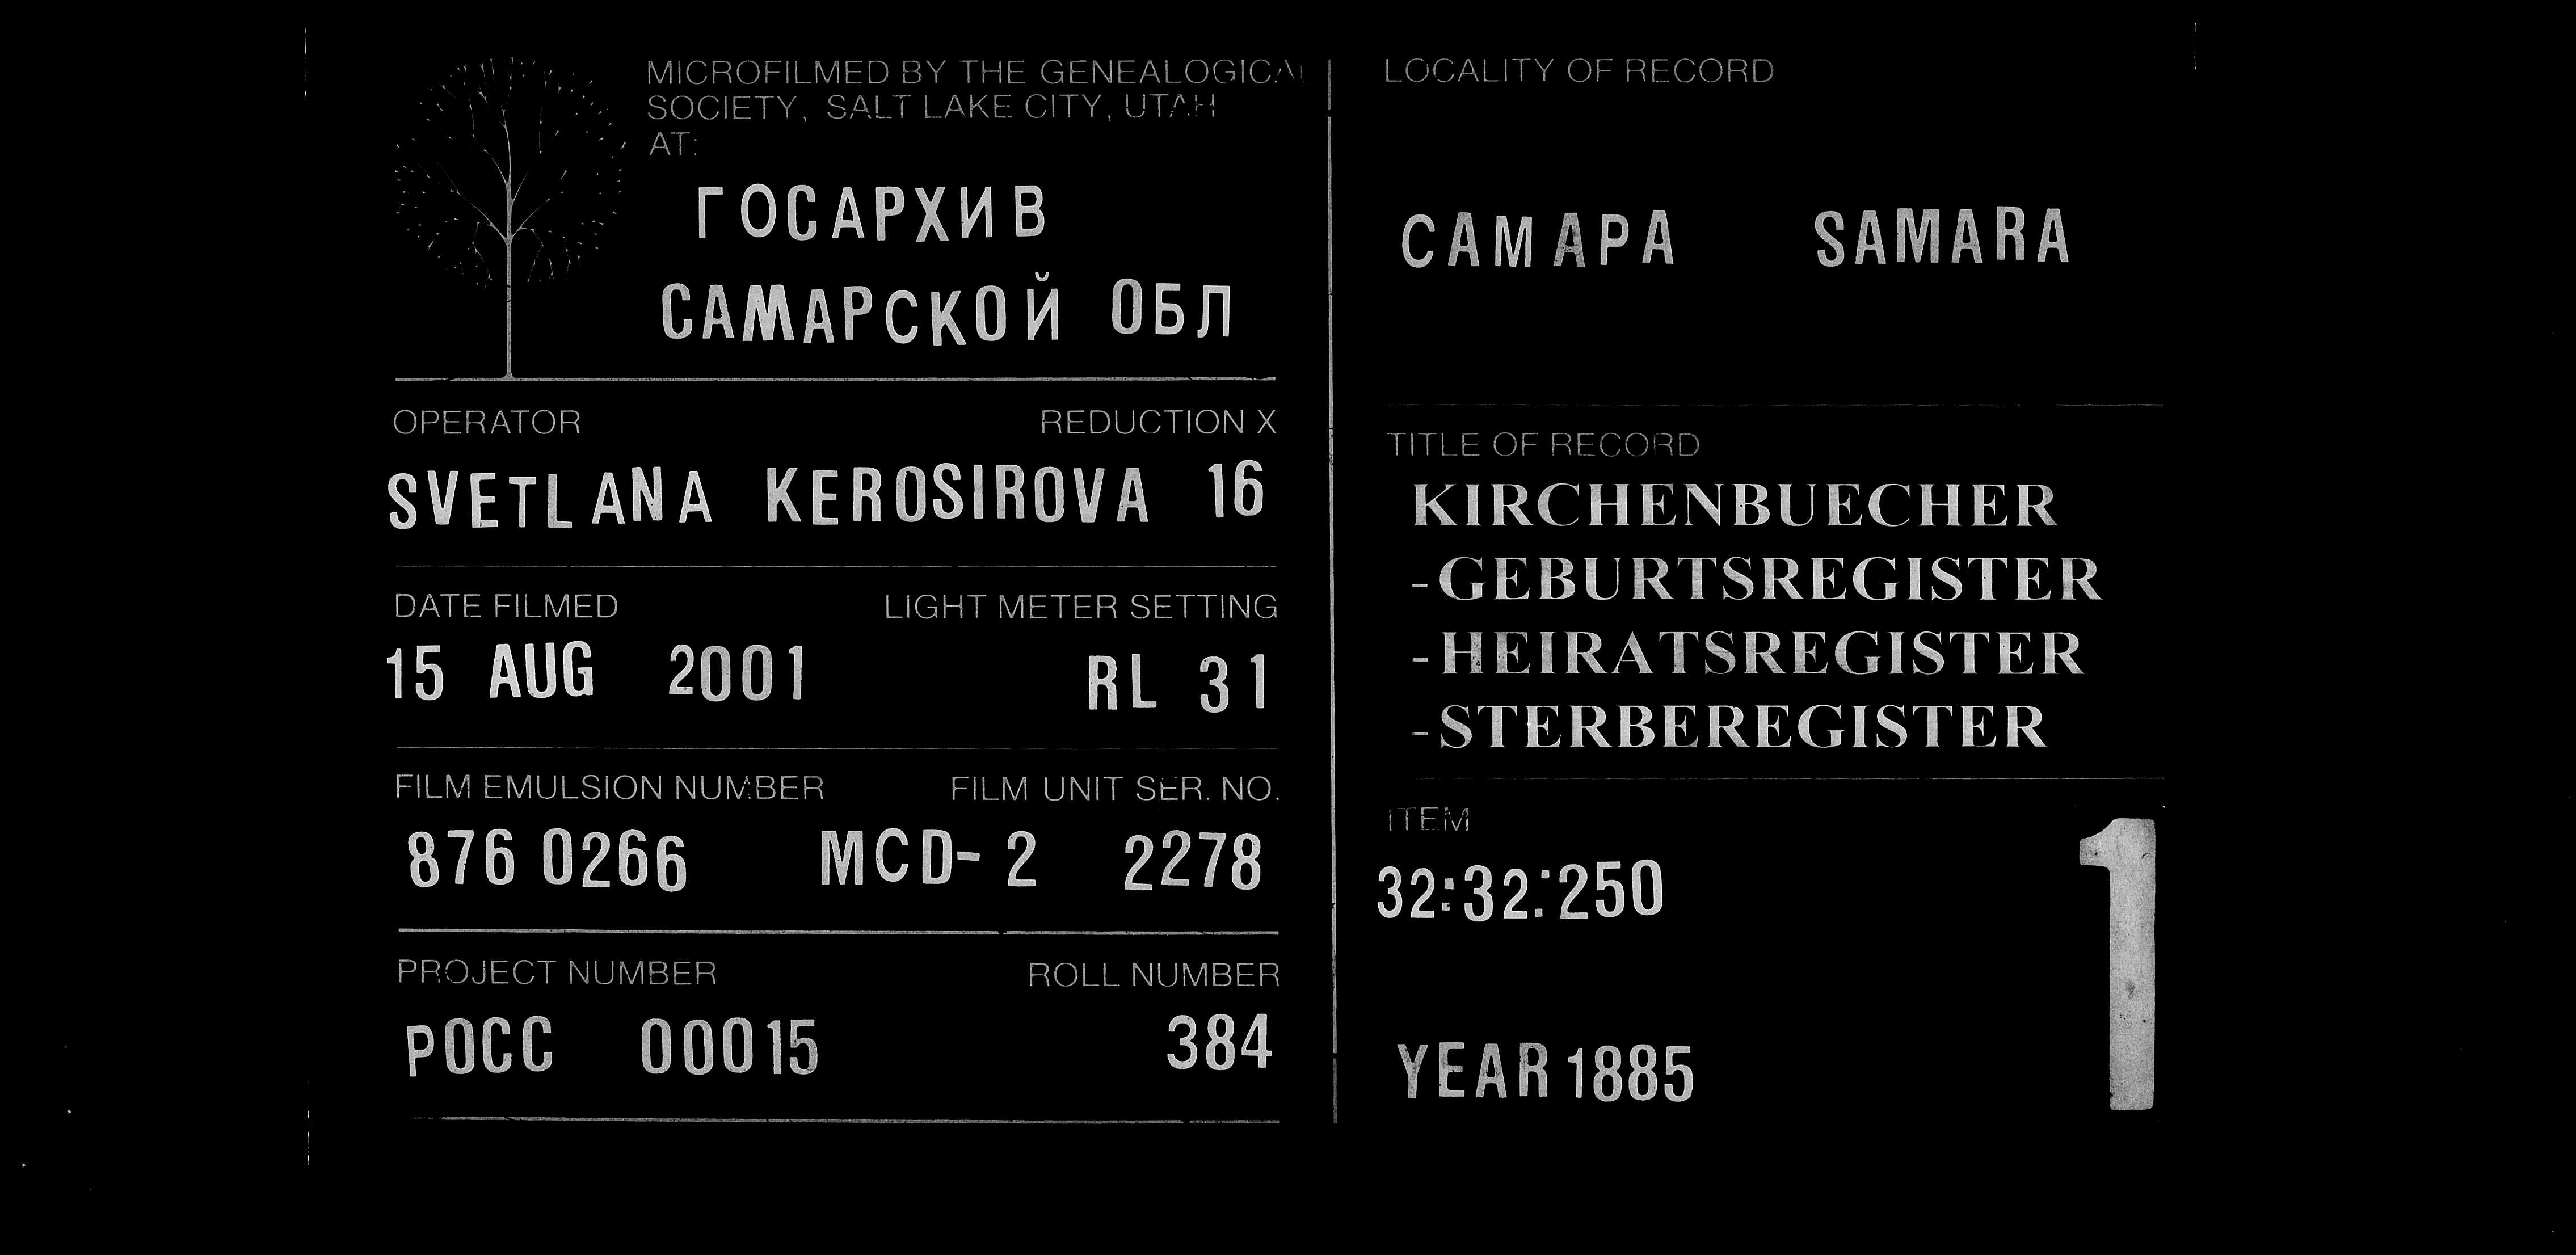 MICROFILMED BY THE GENEALOGICAL
SOCIETY, SALT LAKE CITY, UTAH
AT:
ГОСАРХИВ
САМАРСКОЙ ОБЛ
OPERATOR REDUCTION X
SVETLANA KEROSIROVA 16
DATE FILMED LIGHT METER SETTING
15 AUG 2001 RL 31
FILM EMULSION NUMBER FILM UNIT SER. NO.
876 0266 MCD-2 2278
PROJECT NUMBER ROLL NUMBER
РОСС 00015 384
LOCALITY OF RECORD
САМАРА SAMARA
TITLE OF RECORD
KIRCHENBUECHER
-GEBURTSREGISTER
-HEIRATSREGISTER
-STERBEREGISTER
ITEM
32:32:250
1
YEAR 1885